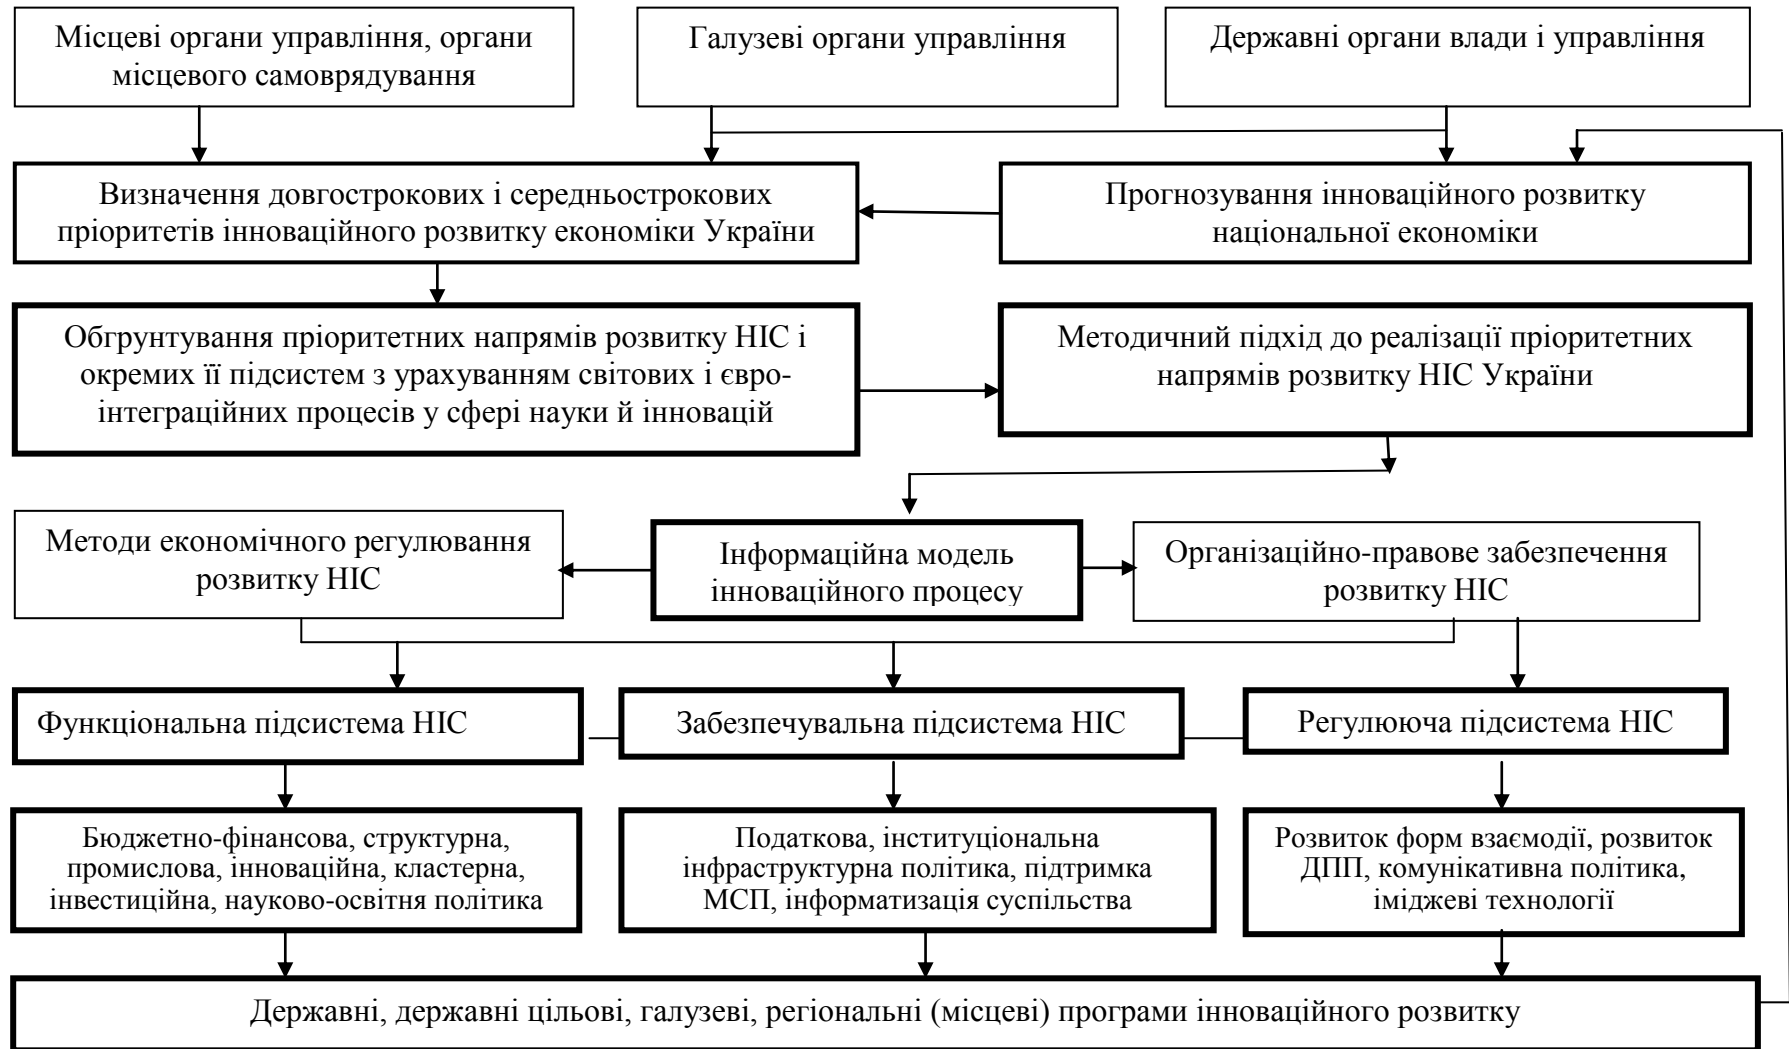 Місцеві органи управління, органи
місцевого самоврядування
Галузеві органи управління
Державні органи влади і управління
Визначення довгострокових і середньострокових
пріоритетів інноваційного розвитку економіки України
Прогнозування інноваційного розвитку
національної економіки
Обгрунтування пріоритетних напрямів розвитку НІС і
окремих її підсистем з урахуванням світових і євро-
інтеграційних процесів у сфері науки й інновацій
Методичний підхід до реалізації пріоритетних
напрямів розвитку НІС України
Методи економічного регулювання
розвитку НІС
Інформаційна модель
інноваційного процесу
Організаційно-правове забезпечення
розвитку НІС
Функціональна підсистема НІС
Забезпечувальна підсистема НІС
Регулююча підсистема НІС
Бюджетно-фінансова, структурна,
промислова, інноваційна, кластерна,
інвестиційна, науково-освітня політика
Податкова, інституціональна
інфраструктурна політика, підтримка
МСП, інформатизація суспільства
Розвиток форм взаємодії, розвиток
ДПП, комунікативна політика,
іміджеві технології
Державні, державні цільові, галузеві, регіональні (місцеві) програми інноваційного розвитку